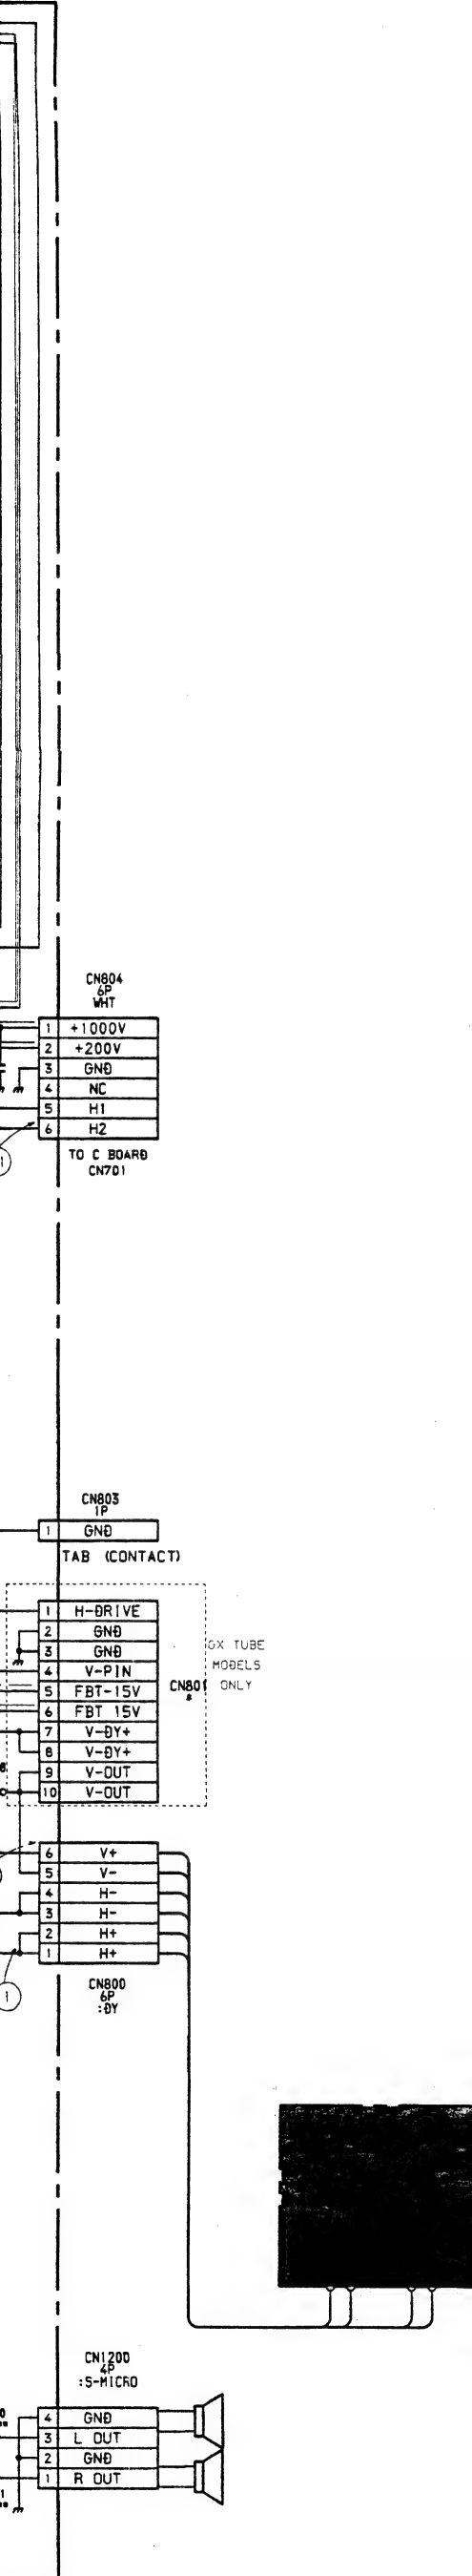 CN804
6P
WHT
1 +1000V
2 +200V
3 GND
4 NC
5 H1
6 H2
TO C BOARD
CN701
1
CN803
1P
1 GND
TAB (CONTACT)
1 H-DRIVE
2 GND
3 GND
4 V-PIN
5 FBT-15V
6 FBT 15V
7 V-DY+
8 V-DY+
9 V-OUT
10 V-OUT
CN801
*
GX TUBE
MODELS
ONLY
6 V+
5 V-
4 H-
3 H-
2 H+
1 H+
CN800
6P
:DY
1
CN1200
4P
:S-MICRO
4 GND
3 L OUT
2 GND
1 R OUT